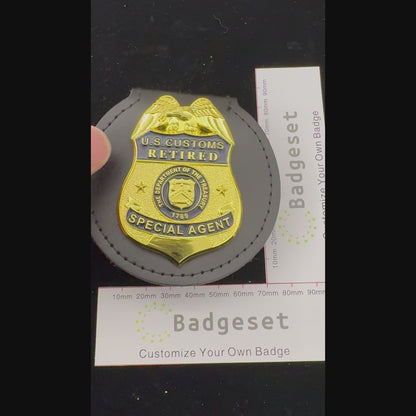 U.S. CUSTOMS
RETIRED
THE DEPARTMENT OF THE TREASURY
1789
SPECIAL AGENT
10mm 20mm 30mm 40mm 50mm 60mm 70mm 80mm 90mm
Badgeset
Customize Your Own Badge
Badgeset
Customize Your Own Badge